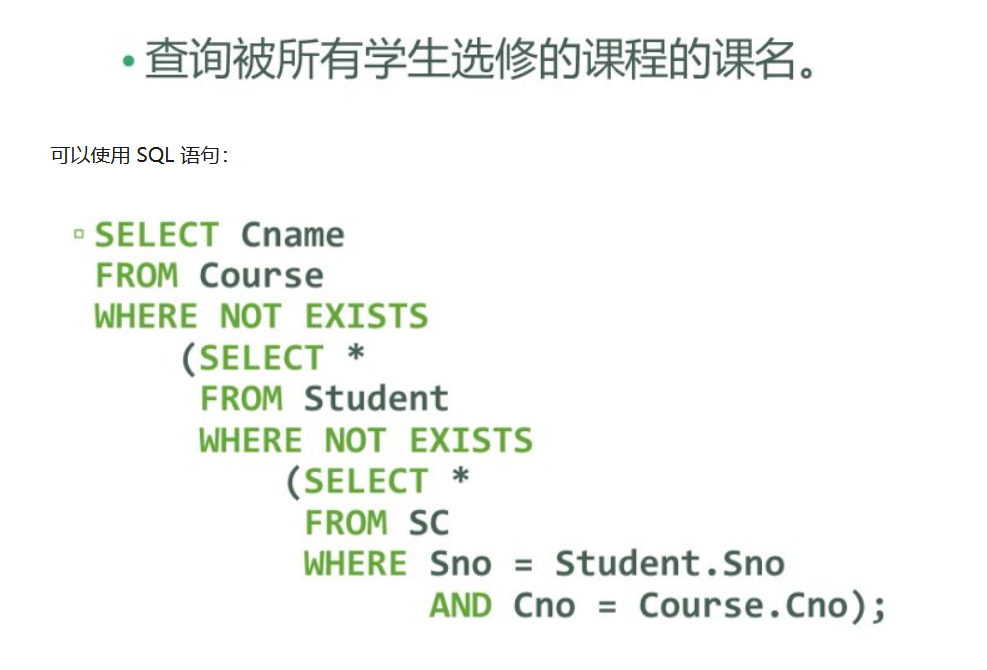 • 查询被所有学生选修的课程的课名。
可以使用 SQL 语句：
▫ SELECT Cname
FROM Course
WHERE NOT EXISTS
(SELECT *
FROM Student
WHERE NOT EXISTS
(SELECT *
FROM SC
WHERE Sno = Student.Sno
AND Cno = Course.Cno);